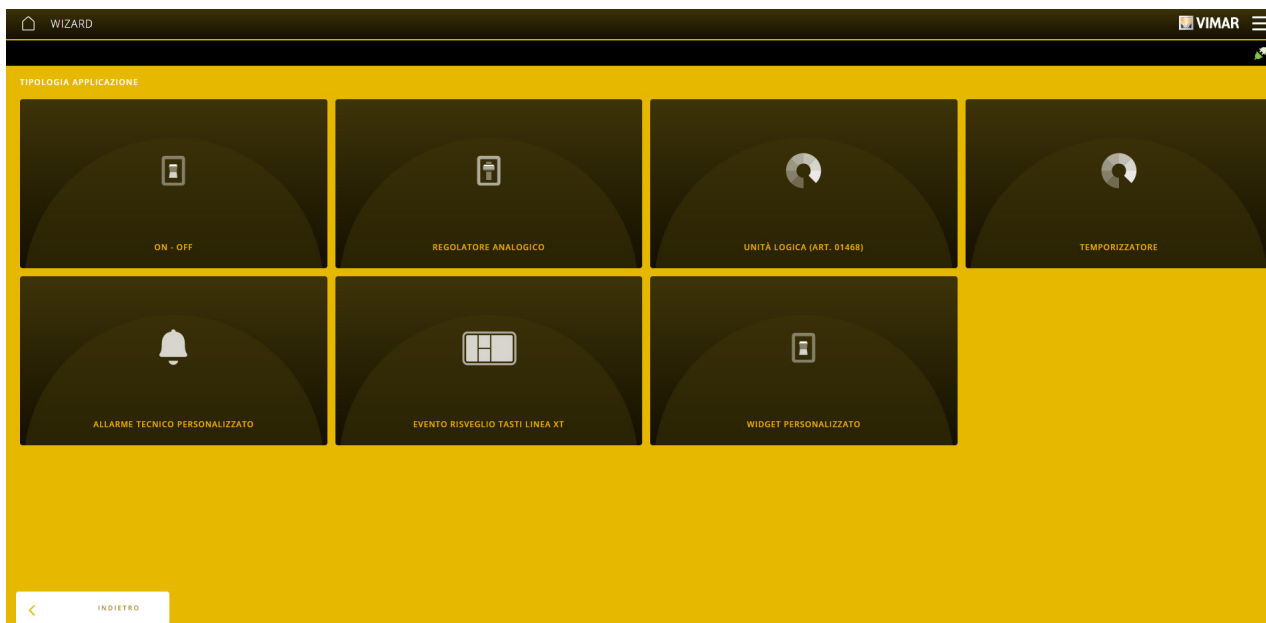 WIZARD
VIMAR
TIPOLOGIA APPLICAZIONE
ON - OFF
REGOLATORE ANALOGICO
UNITÀ LOGICA (ART. 01468)
TEMPORIZZATORE
ALLARME TECNICO PERSONALIZZATO
EVENTO RISVEGLIO TASTI LINEA XT
WIDGET PERSONALIZZATO
INDIETRO